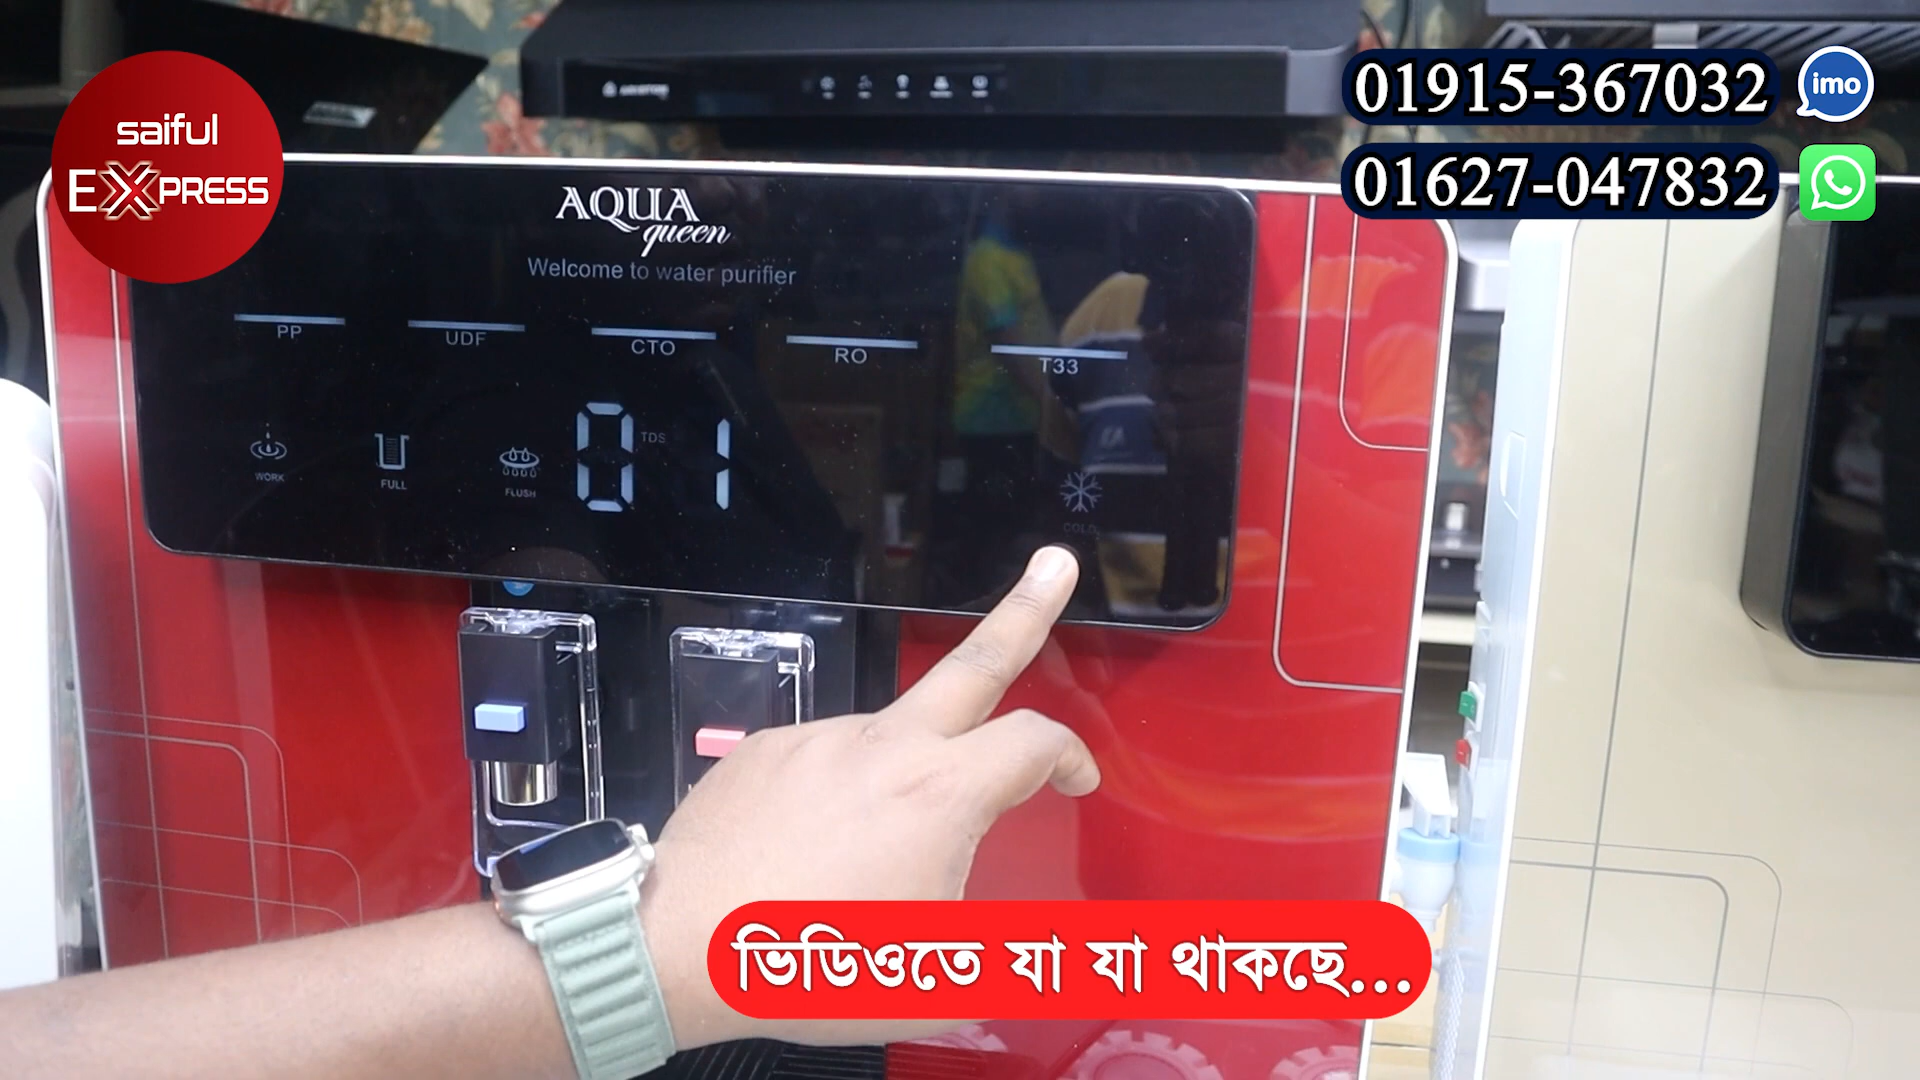 saiful
EXPRESS
01915-367032
imo
01627-047832
AQUA
queen
Welcome to water purifier
PP
UDF
CTO
RO
T33
WORK
FULL
FLUSH
01
TDS
COLD
ভিডিওতে যা যা থাকছে...